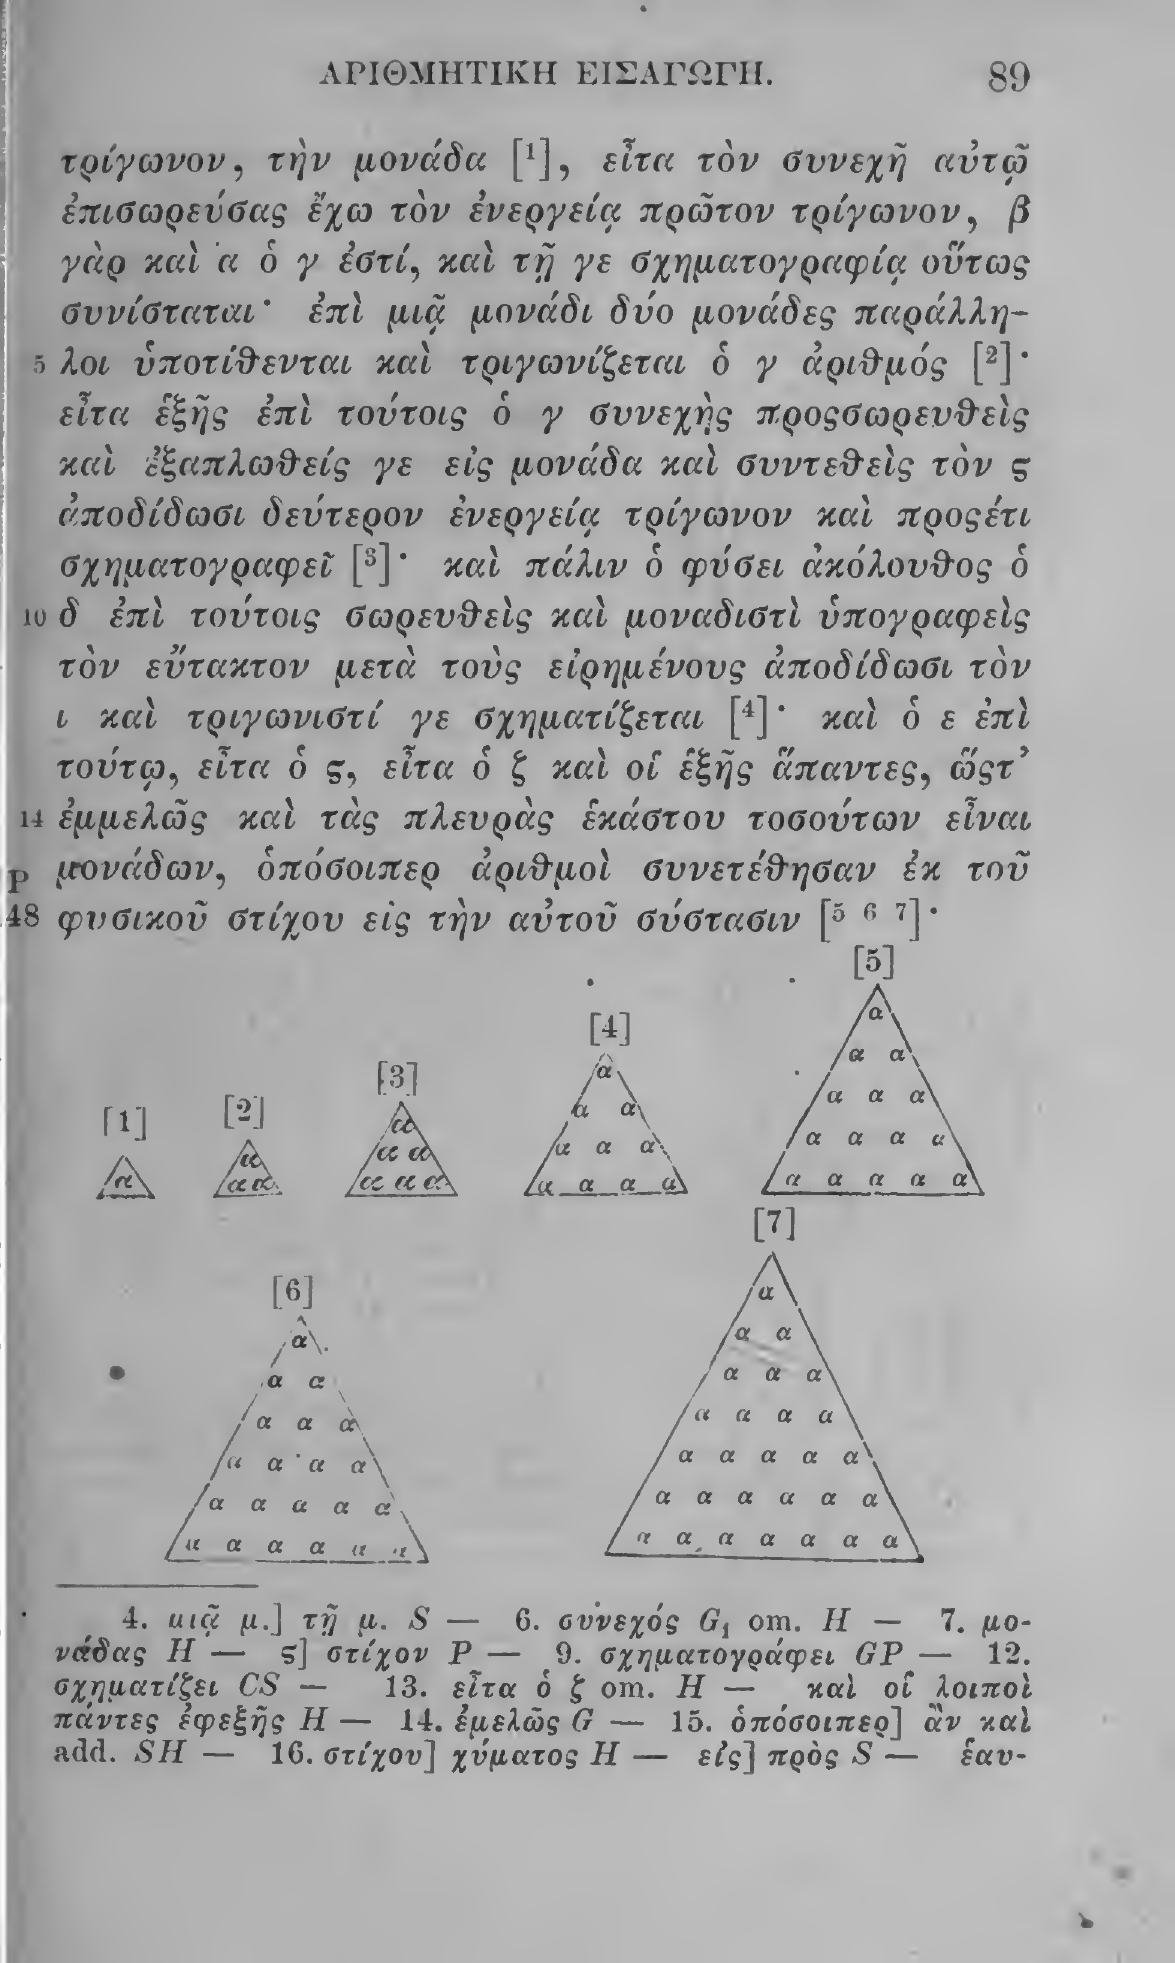 ΑΡΙΘΜΗΤΙΚΗ ΕΙΣΑΓΩΓΗ. 89
τρίγωνον, τὴν μονάδα [¹], εἶτα τὸν συνεχῆ αὐτῷ
ἐπισωρεύσας ἔχω τὸν ἐνεργείᾳ πρῶτον τρίγωνον, β
γὰρ καὶ α ὁ γ ἐστί, καὶ τῇ γε σχηματογραφίᾳ οὕτως
συνίσταται· ἐπὶ μιᾷ μονάδι δύο μονάδες παράλλη-
5 λοι ὑποτίθενται καὶ τριγωνίζεται ὁ γ ἀριθμός [²]·
εἶτα ἑξῆς ἐπὶ τούτοις ὁ γ συνεχὴς προςσωρευθεὶς
καὶ ἐξαπλωθείς γε εἰς μονάδα καὶ συντεθεὶς τὸν ϛ
ἀποδίδωσι δεύτερον ἐνεργείᾳ τρίγωνον καὶ προςέτι
σχηματογραφεῖ [³]· καὶ πάλιν ὁ φύσει ἀκόλουθος ὁ
10 δ ἐπὶ τούτοις σωρευθεὶς καὶ μοναδιστὶ ὑπογραφεὶς
τὸν εὔτακτον μετὰ τοὺς εἰρημένους ἀποδίδωσι τὸν
ι καὶ τριγωνιστί γε σχηματίζεται [⁴]· καὶ ὁ ε ἐπὶ
τούτῳ, εἶτα ὁ ϛ, εἶτα ὁ ζ καὶ οἱ ἑξῆς ἅπαντες, ὥςτ’
14 ἐμμελῶς καὶ τὰς πλευρὰς ἑκάστου τοσούτων εἶναι
P μονάδων, ὁπόσοιπερ ἀριθμοὶ συνετέθησαν ἐκ τοῦ
48 φυσικοῦ στίχου εἰς τὴν αὐτοῦ σύστασιν [⁵ ⁶ ⁷]·
[1]
α
[2]
α
α α
[3]
α
α α
α α α
[4]
α
α α
α α α
α α α α
[5]
α
α α
α α α
α α α α
α α α α α
[6]
α
α α
α α α
α α α α
α α α α α
α α α α α α
[7]
α
α α
α α α
α α α α
α α α α α
α α α α α α
α α α α α α α
4. μιᾷ μ.] τῇ μ. S — 6. συνεχός G₁ om. H — 7. μο-
νάδας H — ϛ] στίχον P — 9. σχηματογράφει GP — 12.
σχηματίζει CS — 13. εἶτα ὁ ζ om. H — καὶ οἱ λοιποὶ
πάντες ἐφεξῆς H — 14. ἐμελῶς G — 15. ὁπόσοιπερ] ἂν καὶ
add. SH — 16. στίχου] χύματος H — εἰς] πρὸς S — ἑαυ-